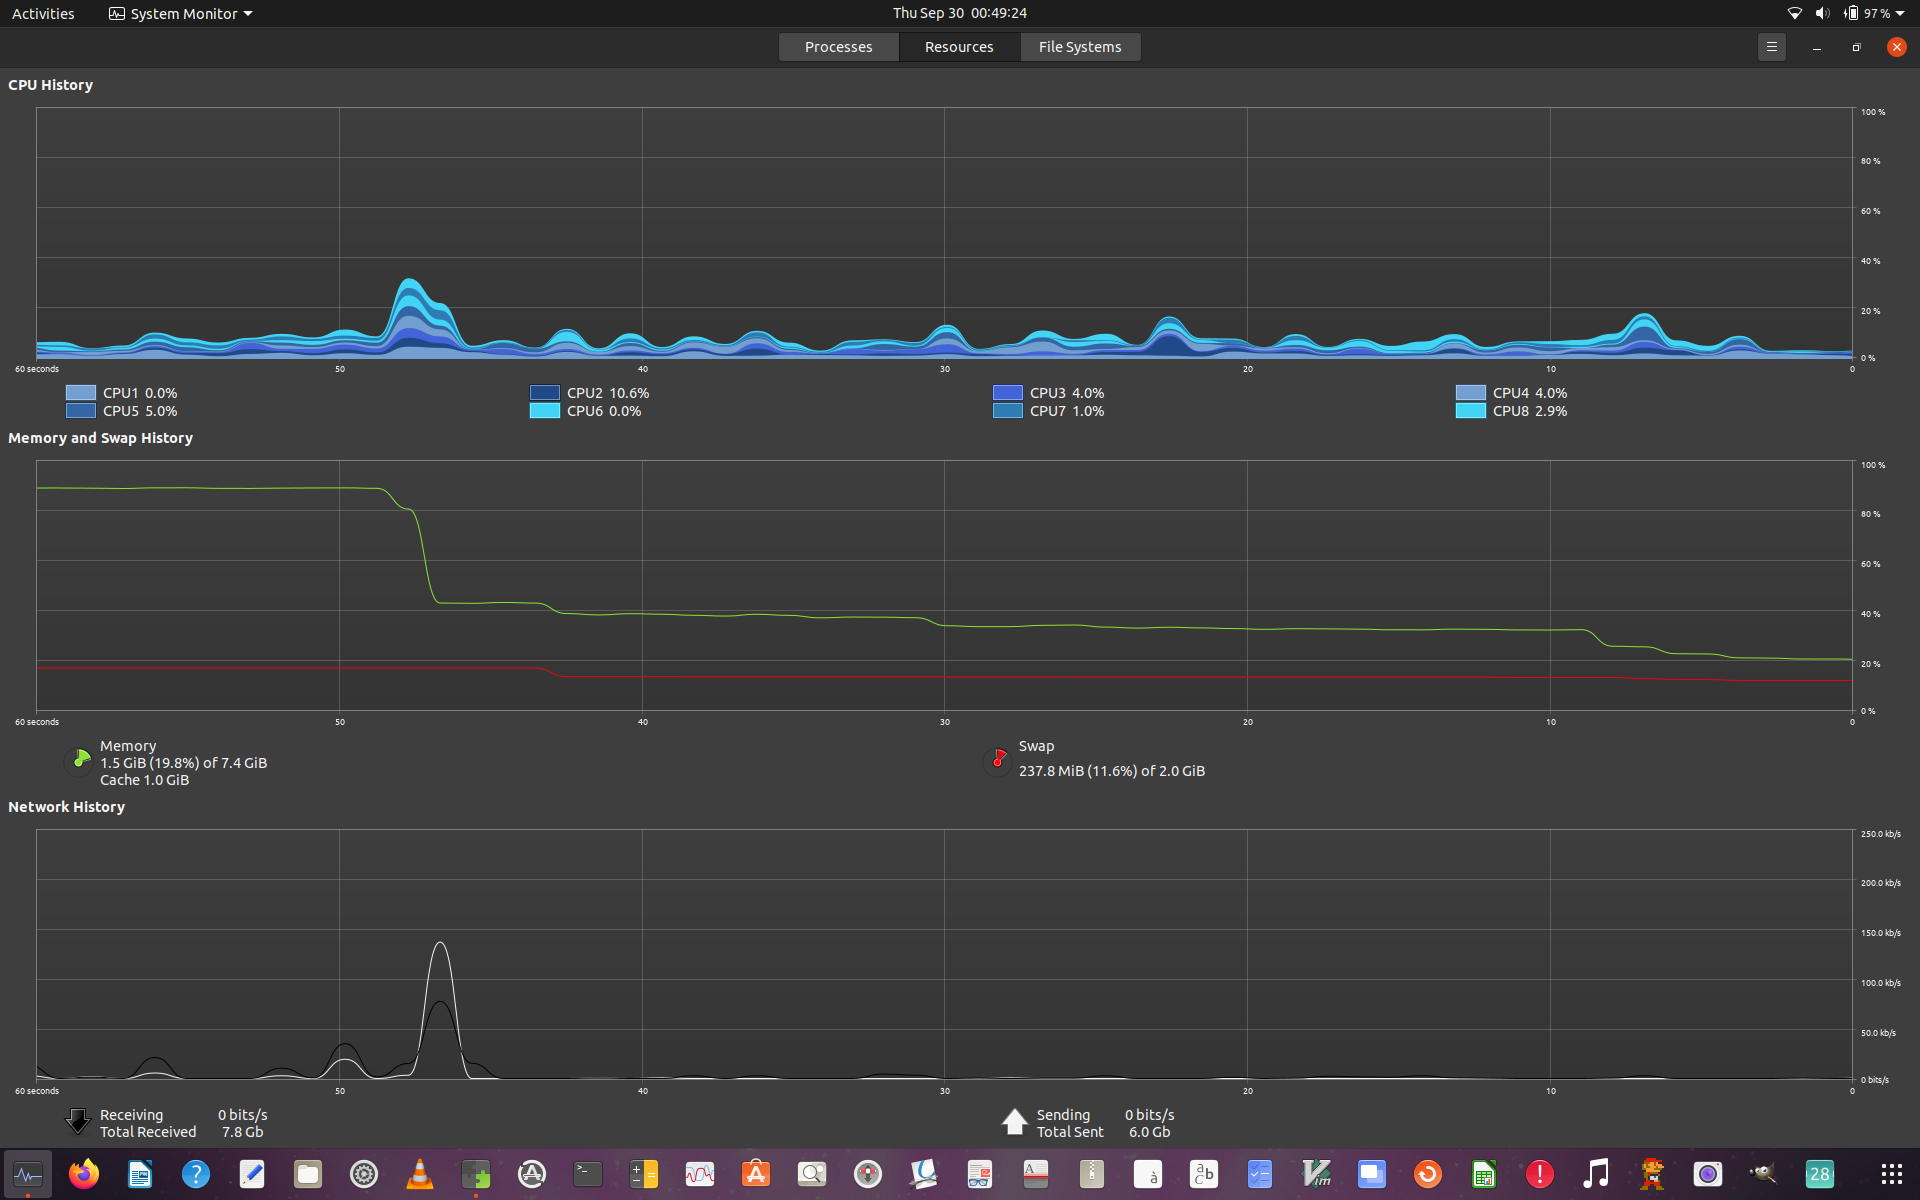 Activities System Monitor Thu Sep 30 00:49:24 97 %
Processes Resources File Systems
CPU History
100 %
80 %
60 %
40 %
20 %
0 %
60 seconds 50 40 30 20 10 0
CPU1 0.0% CPU2 10.6% CPU3 4.0% CPU4 4.0%
CPU5 5.0% CPU6 0.0% CPU7 1.0% CPU8 2.9%
Memory and Swap History
100 %
80 %
60 %
40 %
20 %
0 %
60 seconds 50 40 30 20 10 0
Memory
1.5 GiB (19.8%) of 7.4 GiB
Cache 1.0 GiB
Swap
237.8 MiB (11.6%) of 2.0 GiB
Network History
250.0 kb/s
200.0 kb/s
150.0 kb/s
100.0 kb/s
50.0 kb/s
0 bits/s
60 seconds 50 40 30 20 10 0
Receiving 0 bits/s
Total Received 7.8 Gb
Sending 0 bits/s
Total Sent 6.0 Gb
28